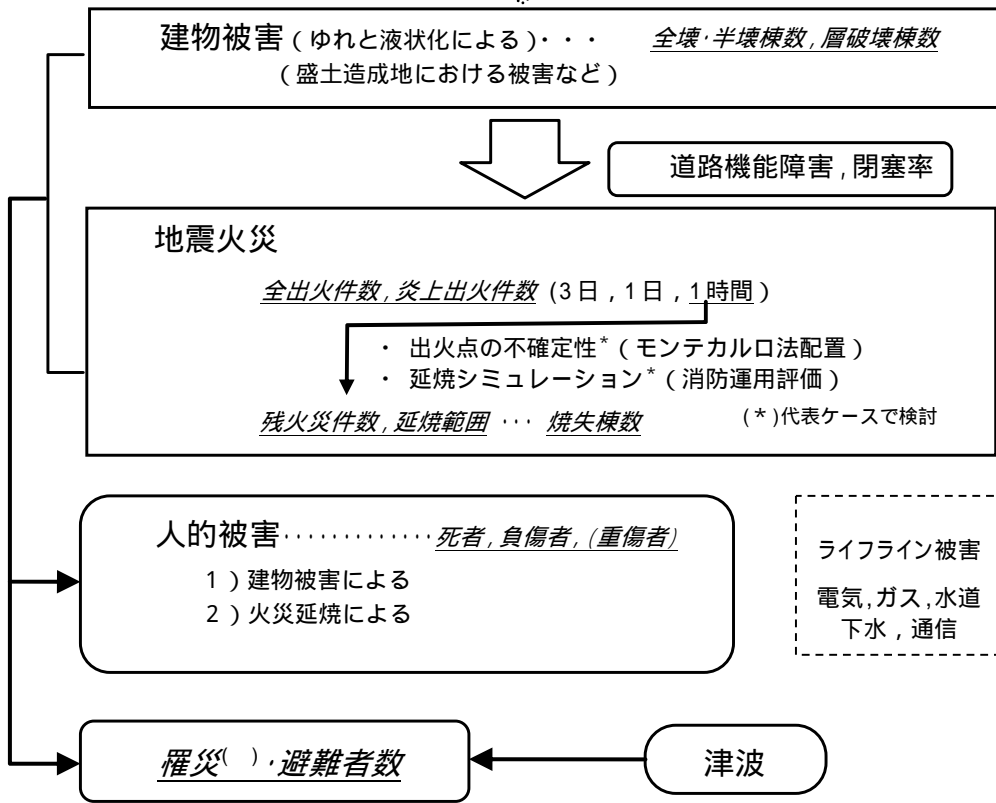 建物被害 ( ゆれと液状化による )・・・ 全壊･半壊棟数 , 層破壊棟数
( 盛土造成地における被害など )
道路機能障害 , 閉塞率
地震火災
全出火件数 , 炎上出火件数 (3 日 , 1 日 , 1 時間 )
・ 出火点の不確定性* ( モンテカルロ法配置 )
・ 延焼シミュレーション* ( 消防運用評価 )
残火災件数 , 延焼範囲 ··· 焼失棟数 ( * )代表ケースで検討
人的被害············· 死者 , 負傷者 , (重傷者)
1 ) 建物被害による
2 ) 火災延焼による
ライフライン被害
電気,ガス,水道
下水 , 通信
罹災( )･避難者数
津波